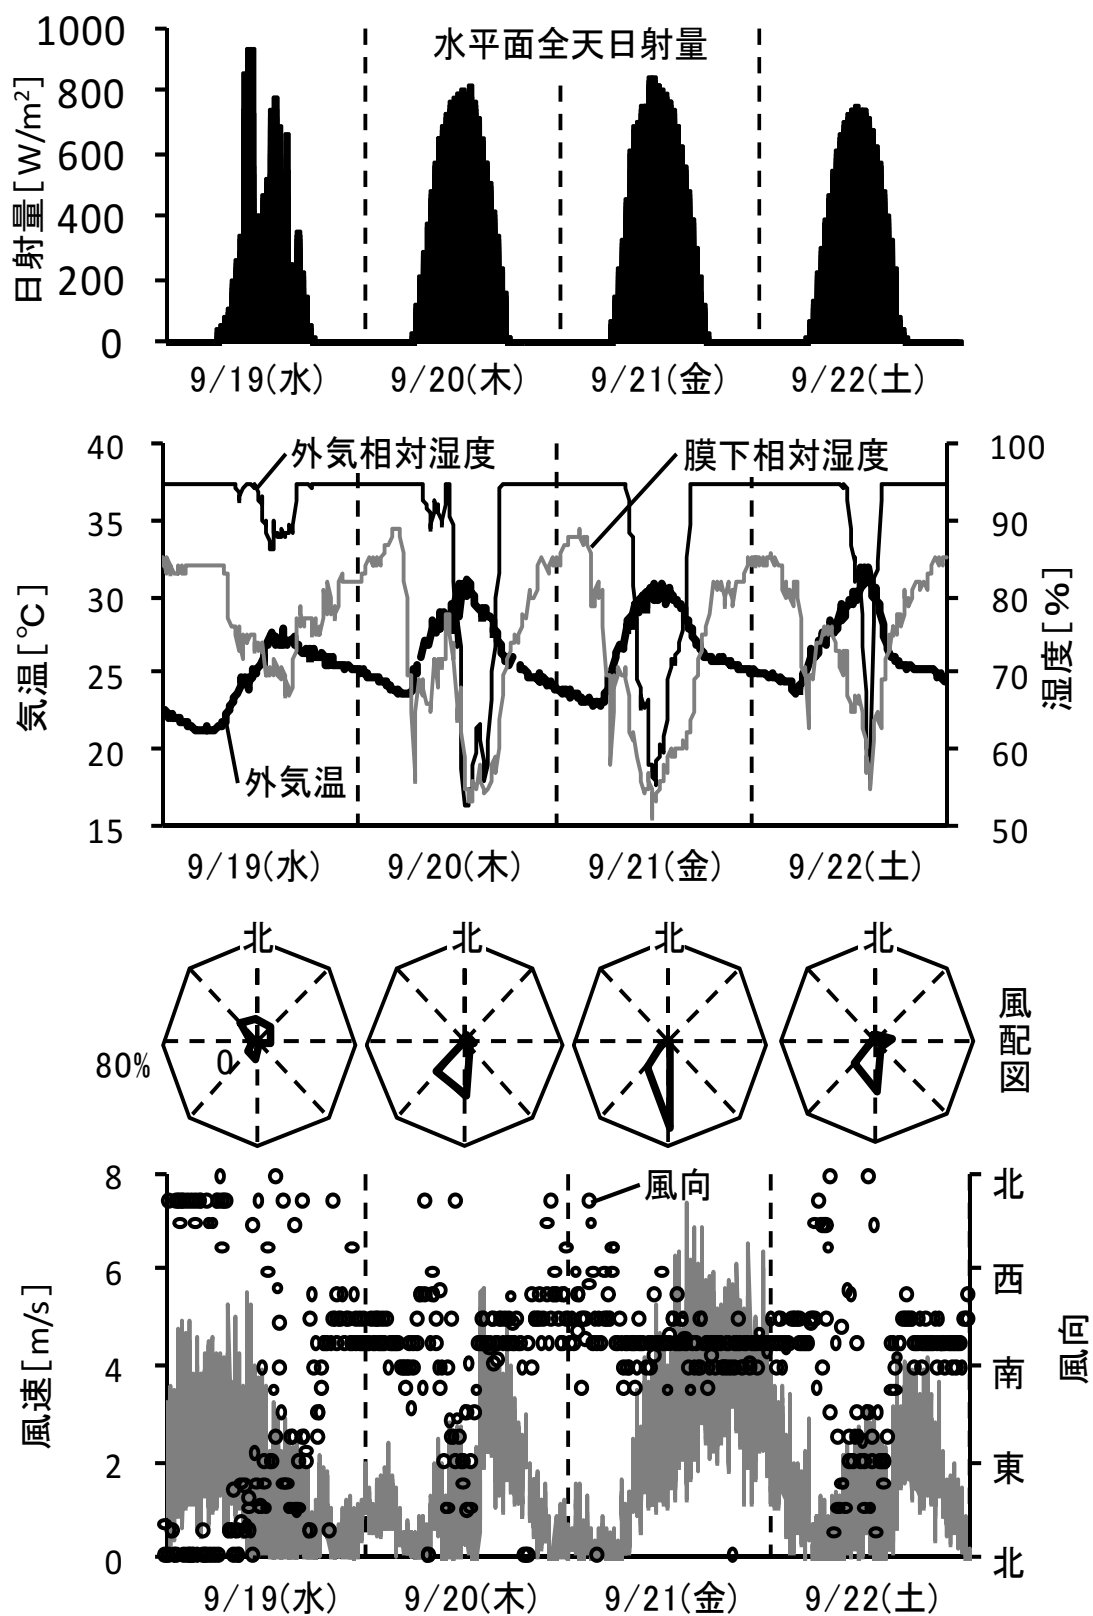 水平面全天日射量
日射量[W/m²]
1000
800
600
400
200
0
9/19(水) 9/20(木) 9/21(金) 9/22(土)
外気相対湿度
膜下相対湿度
外気温
気温[℃]
40
35
30
25
20
15
湿度[%]
100
90
80
70
60
50
9/19(水) 9/20(木) 9/21(金) 9/22(土)
北 北 北 北
80%
0
風配図
風向
風速[m/s]
8
6
4
2
0
北
西
南
東
北
風向
9/19(水) 9/20(木) 9/21(金) 9/22(土)